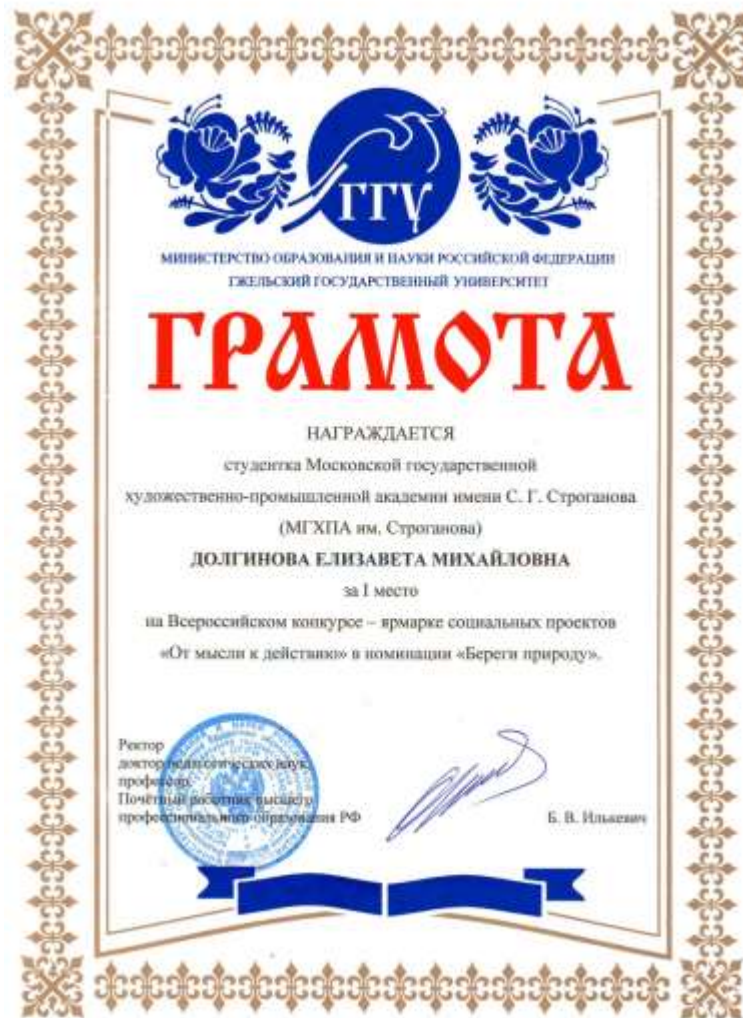 ГГУ
МИНИСТЕРСТВО ОБРАЗОВАНИЯ И НАУКИ РОССИЙСКОЙ ФЕДЕРАЦИИ
ГЖЕЛЬСКИЙ ГОСУДАРСТВЕННЫЙ УНИВЕРСИТЕТ
ГРАМОТА
НАГРАЖДАЕТСЯ
студентка Московской государственной
художественно-промышленной академии имени С. Г. Строганова
(МГХПА им. Строганова)
ДОЛГИНОВА ЕЛИЗАВЕТА МИХАЙЛОВНА
за I место
на Всероссийском конкурсе – ярмарке социальных проектов
«От мысли к действию» в номинации «Береги природу».
Ректор
доктор педагогических наук,
профессор,
Почётный работник высшего
профессионального образования РФ
Б. В. Илькевич